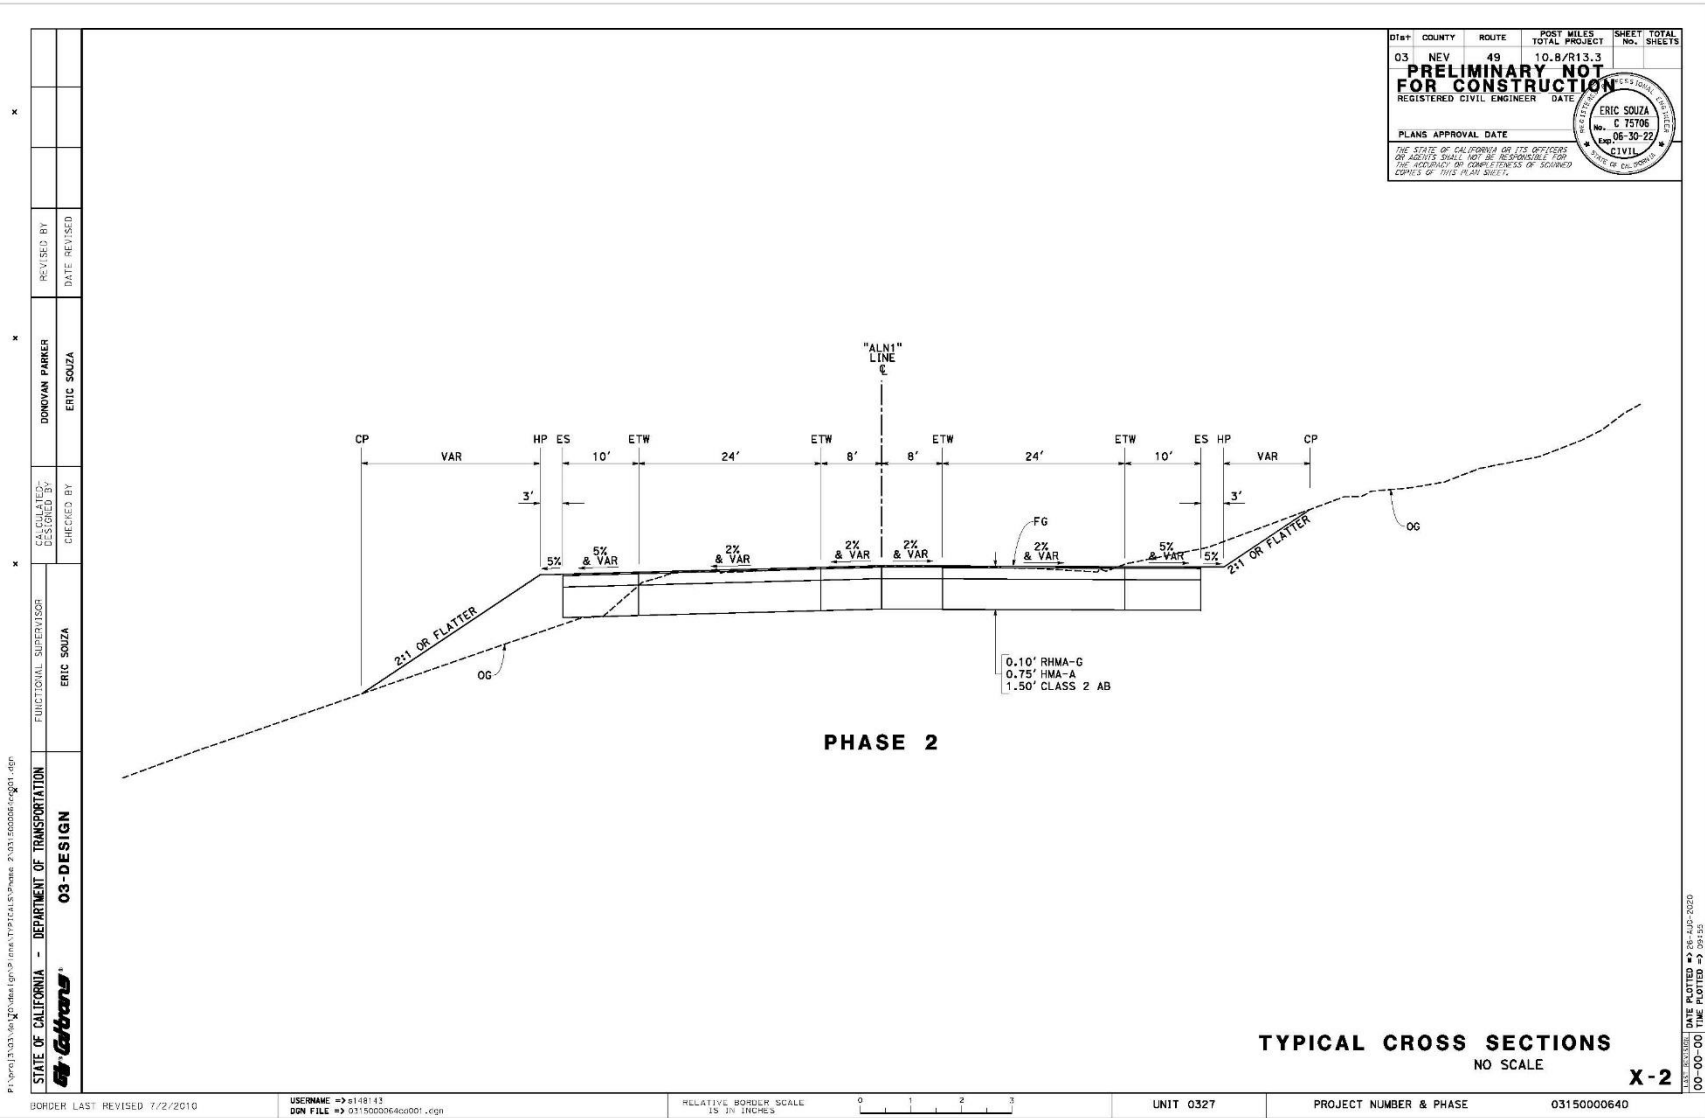 Dist COUNTY ROUTE POST MILES TOTAL PROJECT SHEET No. TOTAL SHEETS
03 NEV 49 10.8/R13.3
PRELIMINARY NOT
FOR CONSTRUCTION
REGISTERED CIVIL ENGINEER DATE
PLANS APPROVAL DATE
THE STATE OF CALIFORNIA OR ITS OFFICERS
OR AGENTS SHALL NOT BE RESPONSIBLE FOR
THE ACCURACY OR COMPLETENESS OF SCANNED
COPIES OF THIS PLAN SHEET.
REGISTERED PROFESSIONAL ENGINEER
ERIC SOUZA
No. C 75706
Exp. 06-30-22
CIVIL
STATE OF CALIFORNIA
REVISED BY
DATE REVISED
DONOVAN PARKER
ERIC SOUZA
CALCULATED-
DESIGNED BY
CHECKED BY
FUNCTIONAL SUPERVISOR
ERIC SOUZA
STATE OF CALIFORNIA - DEPARTMENT OF TRANSPORTATION
03-DESIGN
Caltrans
"ALN1"
LINE
℄
CP HP ES ETW ETW ETW ETW ES HP CP
VAR 10' 24' 8' 8' 24' 10' VAR
3' 3'
FG
OG
5% 5% & VAR 2% & VAR 2% & VAR 2% & VAR 2% & VAR 5% & VAR 5%
2:1 OR FLATTER
2:1 OR FLATTER
OG
0.10' RHMA-G
0.75' HMA-A
1.50' CLASS 2 AB
PHASE 2
TYPICAL CROSS SECTIONS
NO SCALE
X-2
LAST REVISION
00-00-00
DATE PLOTTED => 26-AUG-2020
TIME PLOTTED => 09:55
BORDER LAST REVISED 7/2/2010
USERNAME => s148143
DGN FILE => 0315000064ca001.dgn
RELATIVE BORDER SCALE
IS IN INCHES
0 1 2 3
UNIT 0327
PROJECT NUMBER & PHASE
03150000640